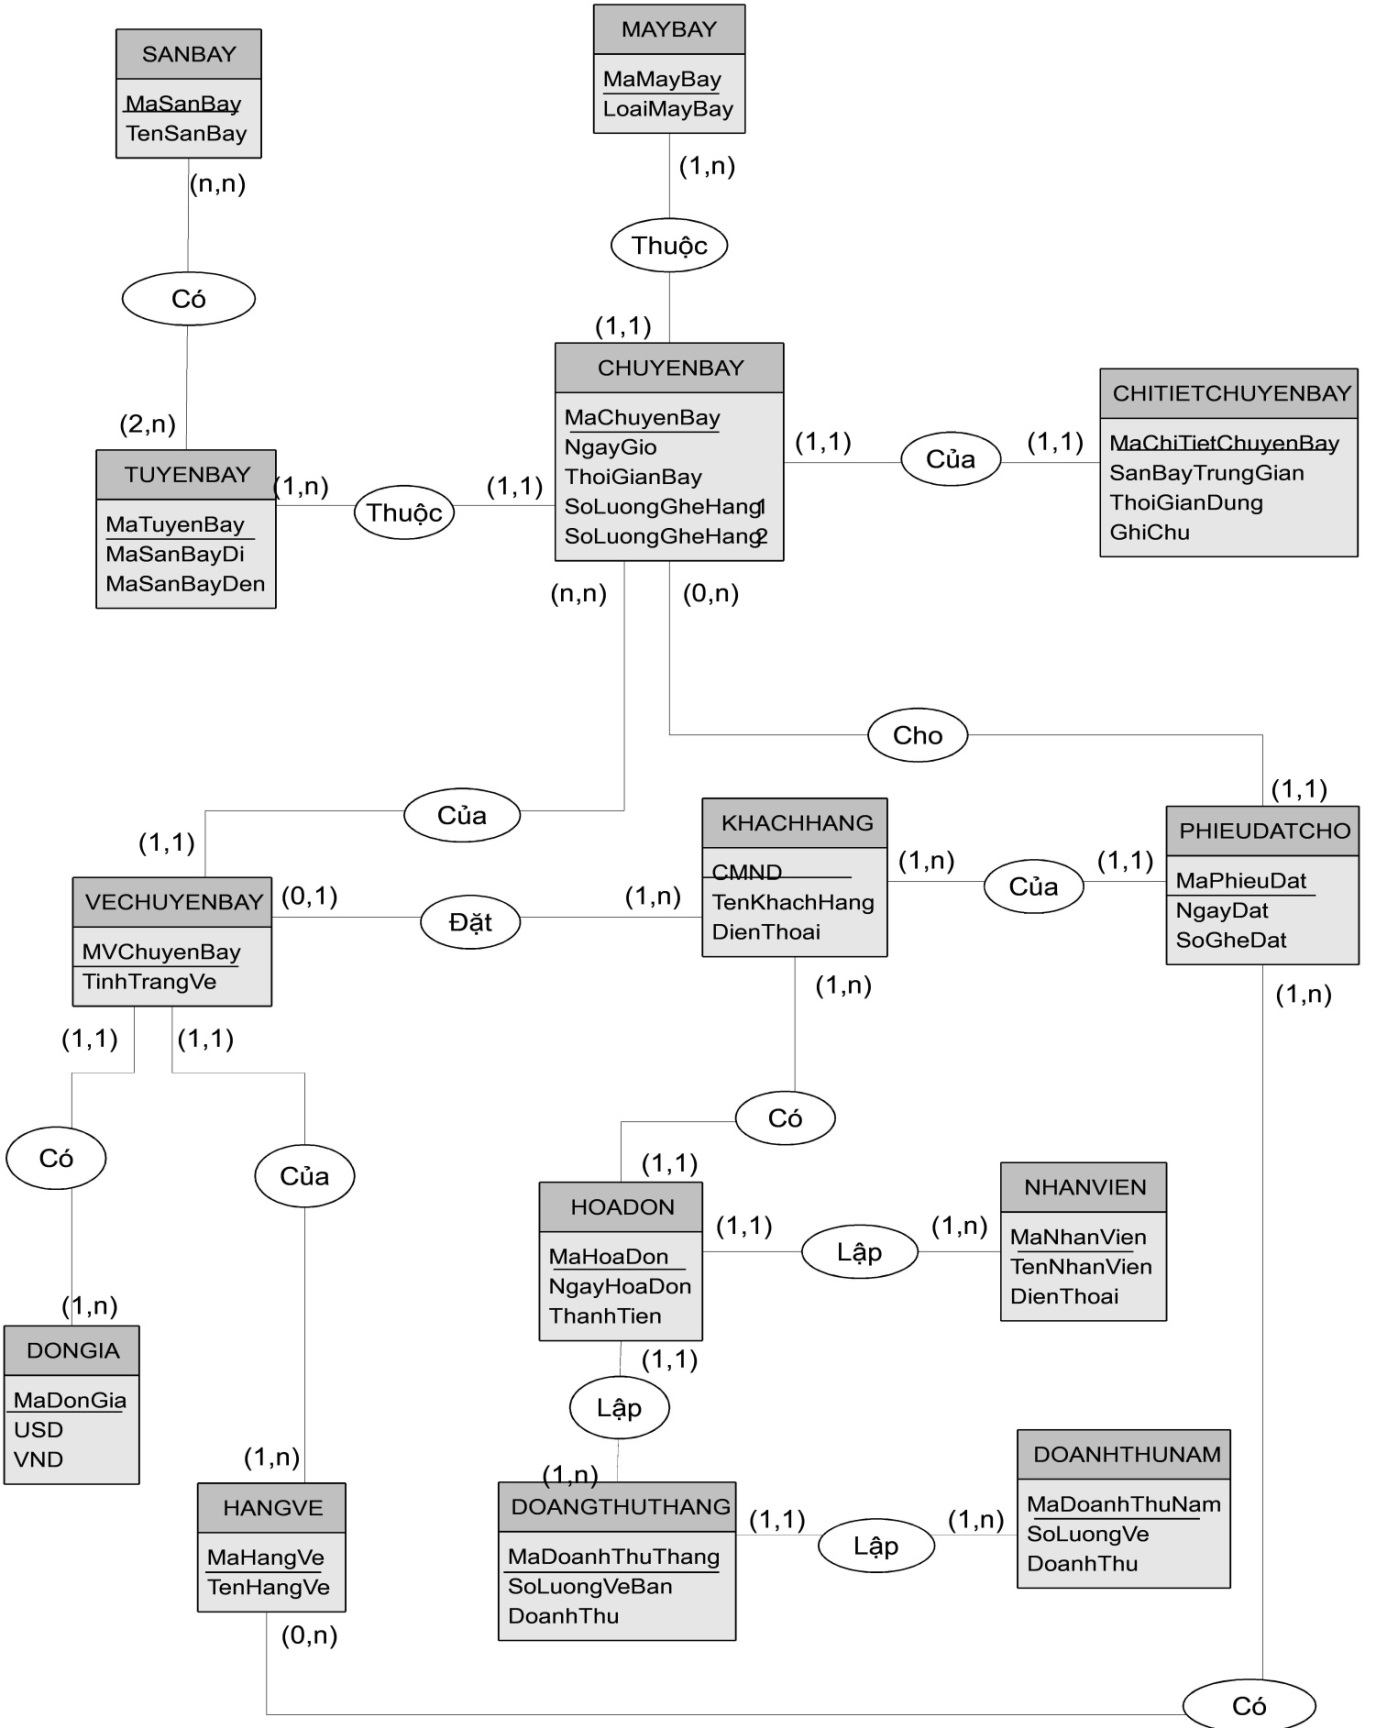 MAYBAY
MaMayBay
LoaiMayBay
SANBAY
MaSanBay
TenSanBay
(n,n)
(1,n)
Thuộc
Có
(1,1)
(2,n)
CHUYENBAY
MaChuyenBay
NgayGio
ThoiGianBay
SoLuongGheHang1
SoLuongGheHang2
CHITIETCHUYENBAY
MaChiTietChuyenBay
SanBayTrungGian
ThoiGianDung
GhiChu
(1,1)
Của
(1,1)
TUYENBAY
MaTuyenBay
MaSanBayDi
MaSanBayDen
(1,n)
Thuộc
(1,1)
(n,n)
(0,n)
Cho
(1,1)
Của
(1,1)
KHACHHANG
CMND
TenKhachHang
DienThoai
PHIEUDATCHO
MaPhieuDat
NgayDat
SoGheDat
(1,n)
Của
(1,1)
VECHUYENBAY
MVChuyenBay
TinhTrangVe
(0,1)
Đặt
(1,n)
(1,n)
(1,n)
(1,1)
(1,1)
Có
Có
Của
(1,1)
HOADON
MaHoaDon
NgayHoaDon
ThanhTien
(1,1)
Lập
(1,n)
NHANVIEN
MaNhanVien
TenNhanVien
DienThoai
(1,n)
DONGIA
MaDonGia
USD
VND
(1,1)
Lập
(1,n)
(1,n)
HANGVE
MaHangVe
TenHangVe
DOANGTHUTHANG
MaDoanhThuThang
SoLuongVeBan
DoanhThu
(1,1)
Lập
(1,n)
DOANHTHUNAM
MaDoanhThuNam
SoLuongVe
DoanhThu
(0,n)
Có